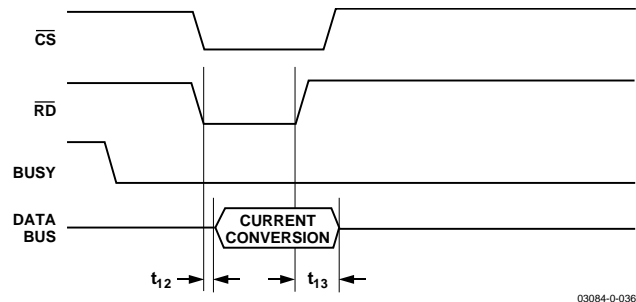 CS
RD
BUSY
DATA
BUS
CURRENT
CONVERSION
t12
t13
03084-0-036